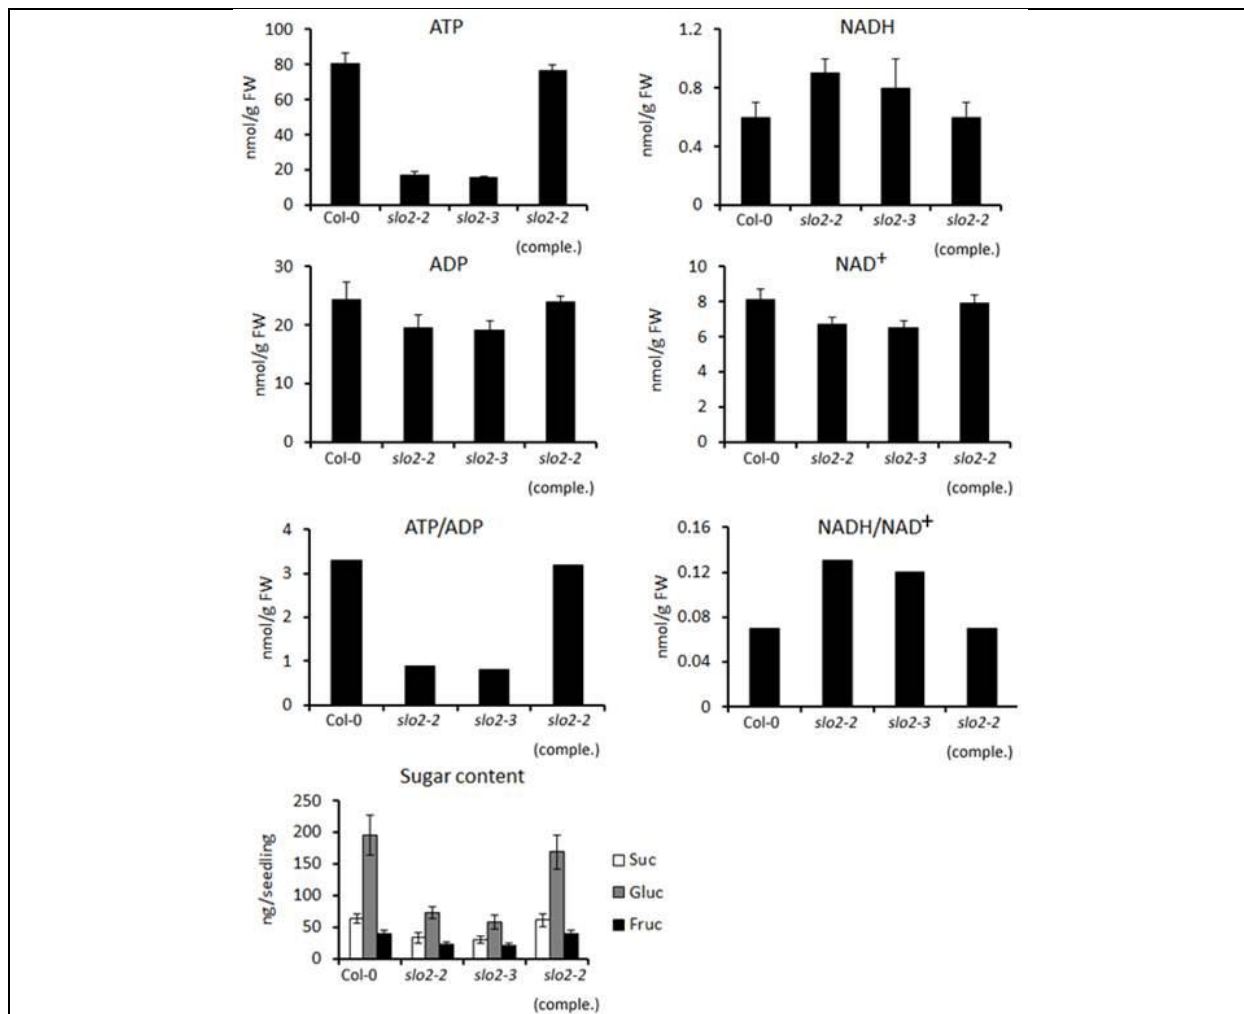 ATP
nmol/g FW
100
80
60
40
20
0
Col-0 slo2-2 slo2-3 slo2-2
(comple.)
NADH
nmol/g FW
1.2
0.8
0.4
0
Col-0 slo2-2 slo2-3 slo2-2
(comple.)
ADP
nmol/g FW
30
20
10
0
Col-0 slo2-2 slo2-3 slo2-2
(comple.)
NAD+
nmol/g FW
10
8
6
4
2
0
Col-0 slo2-2 slo2-3 slo2-2
(comple.)
ATP/ADP
nmol/g FW
4
3
2
1
0
Col-0 slo2-2 slo2-3 slo2-2
(comple.)
NADH/NAD+
nmol/g FW
0.16
0.12
0.08
0.04
0
Col-0 slo2-2 slo2-3 slo2-2
(comple.)
Sugar content
ng/seedling
250
200
150
100
50
0
Col-0 slo2-2 slo2-3 slo2-2
(comple.)
Suc
Gluc
Fruc